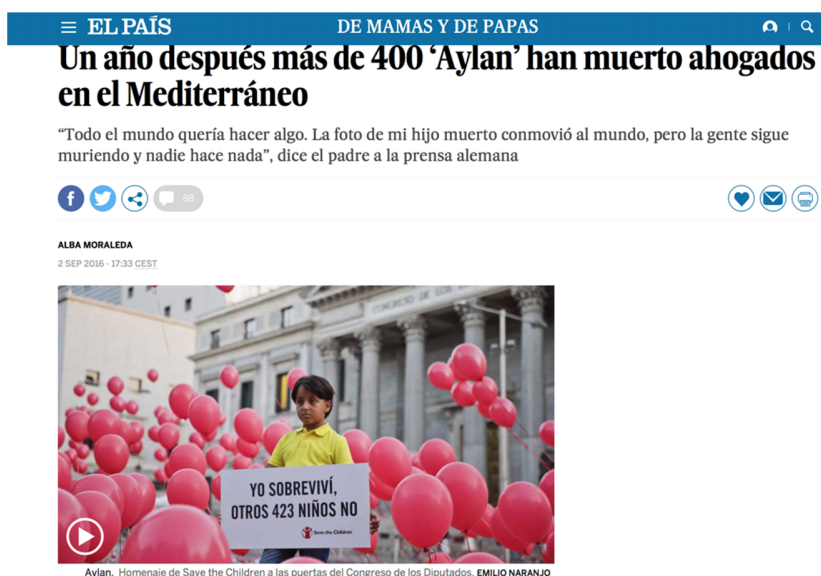 EL PAÍS
DE MAMAS Y DE PAPAS
Un año después más de 400 ‘Aylan’ han muerto ahogados
en el Mediterráneo
“Todo el mundo quería hacer algo. La foto de mi hijo muerto conmovió al mundo, pero la gente sigue
muriendo y nadie hace nada”, dice el padre a la prensa alemana
88
ALBA MORALEDA
2 SEP 2016 - 17:33 CEST
CONGRESO DE LOS
YO SOBREVIVÍ,
OTROS 423 NIÑOS NO
Save the Children
Aylan. Homenaje de Save the Children a las puertas del Congreso de los Diputados. EMILIO NARANJO